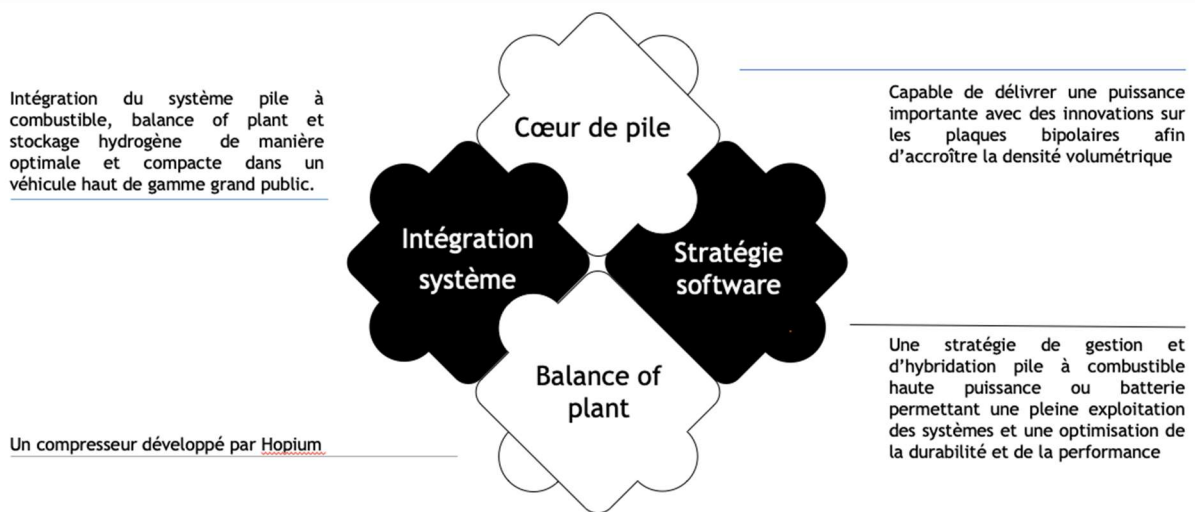 Intégration du système pile à
combustible, balance of plant et
stockage hydrogène de manière
optimale et compacte dans un
véhicule haut de gamme grand public.
Cœur de pile
Capable de délivrer une puissance
importante avec des innovations sur
les plaques bipolaires afin
d’accroître la densité volumétrique
Intégration
système
Stratégie
software
Balance of
plant
Un compresseur développé par Hopium
Une stratégie de gestion et
d’hybridation pile à combustible
haute puissance ou batterie
permettant une pleine exploitation
des systèmes et une optimisation de
la durabilité et de la performance